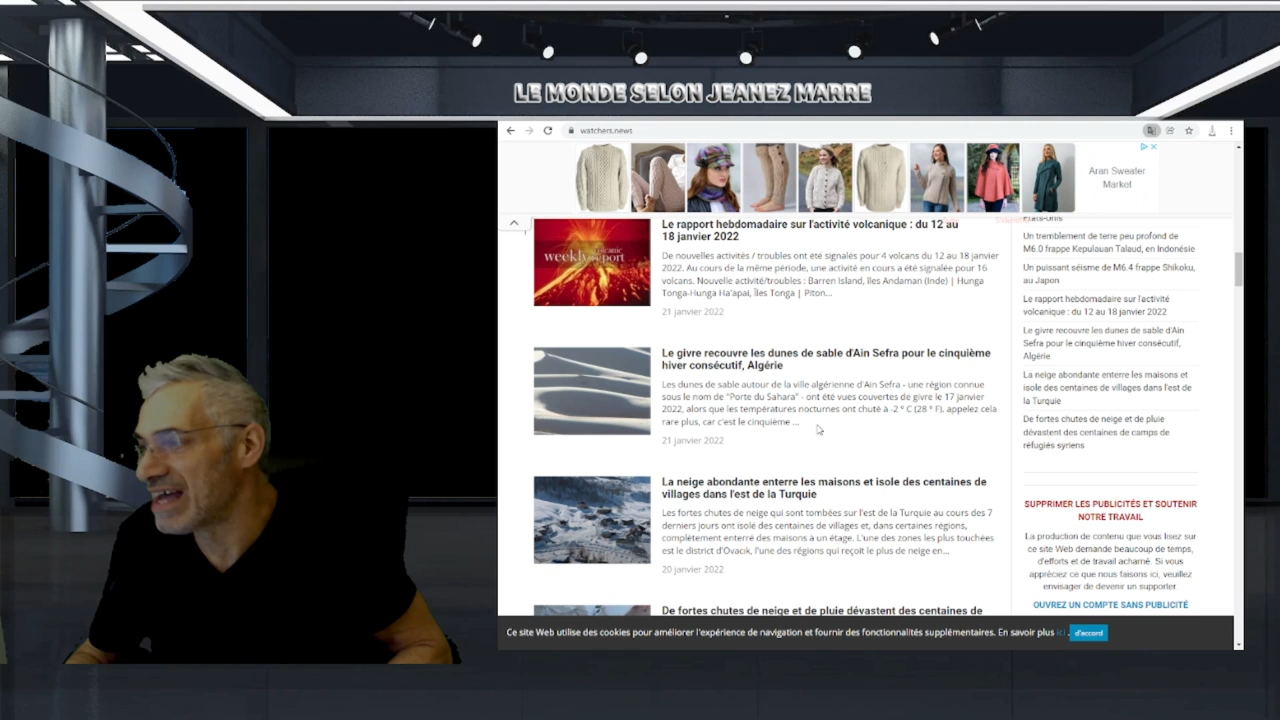 LE MONDE SELON JEANEZ MARRE
watchers.news
Aran Sweater
Market
weekly report
Le rapport hebdomadaire sur l'activité volcanique : du 12 au
18 janvier 2022
De nouvelles activités / troubles ont été signalés pour 4 volcans du 12 au 18 janvier
2022. Au cours de la même période, une activité en cours a été signalée pour 16
volcans. Nouvelle activité/troubles : Barren Island, îles Andaman (Inde) | Hunga
Tonga-Hunga Ha'apai, Îles Tonga | Piton...
21 janvier 2022
Le givre recouvre les dunes de sable d'Ain Sefra pour le cinquième
hiver consécutif, Algérie
Les dunes de sable autour de la ville algérienne d'Ain Sefra - une région connue
sous le nom de "Porte du Sahara" - ont été vues couvertes de givre le 17 janvier
2022, alors que les températures nocturnes ont chuté à -2 ° C (28 ° F). appelez cela
rare plus, car c'est le cinquième ...
21 janvier 2022
La neige abondante enterre les maisons et isole des centaines de
villages dans l'est de la Turquie
Les fortes chutes de neige qui sont tombées sur l'est de la Turquie au cours des 7
derniers jours ont isolé des centaines de villages et, dans certaines régions,
complètement enterré des maisons à un étage. L'une des zones les plus touchées
est le district d'Ovacık, l'une des régions qui reçoit le plus de neige en...
20 janvier 2022
De fortes chutes de neige et de pluie dévastent des centaines de
États-Unis
Un tremblement de terre peu profond de
M6.0 frappe Kepulauan Talaud, en Indonésie
Un puissant séisme de M6.4 frappe Shikoku,
au Japon
Le rapport hebdomadaire sur l'activité
volcanique : du 12 au 18 janvier 2022
Le givre recouvre les dunes de sable d'Ain
Sefra pour le cinquième hiver consécutif,
Algérie
La neige abondante enterre les maisons et
isole des centaines de villages dans l'est de
la Turquie
De fortes chutes de neige et de pluie
dévastent des centaines de camps de
réfugiés syriens
SUPPRIMER LES PUBLICITÉS ET SOUTENIR
NOTRE TRAVAIL
La production de contenu que vous lisez sur
ce site Web demande beaucoup de temps,
d'efforts et de travail acharné. Si vous
appréciez ce que nous faisons ici, veuillez
envisager de devenir un supporter.
OUVREZ UN COMPTE SANS PUBLICITÉ
Ce site Web utilise des cookies pour améliorer l'expérience de navigation et fournir des fonctionnalités supplémentaires. En savoir plus ici . d'accord